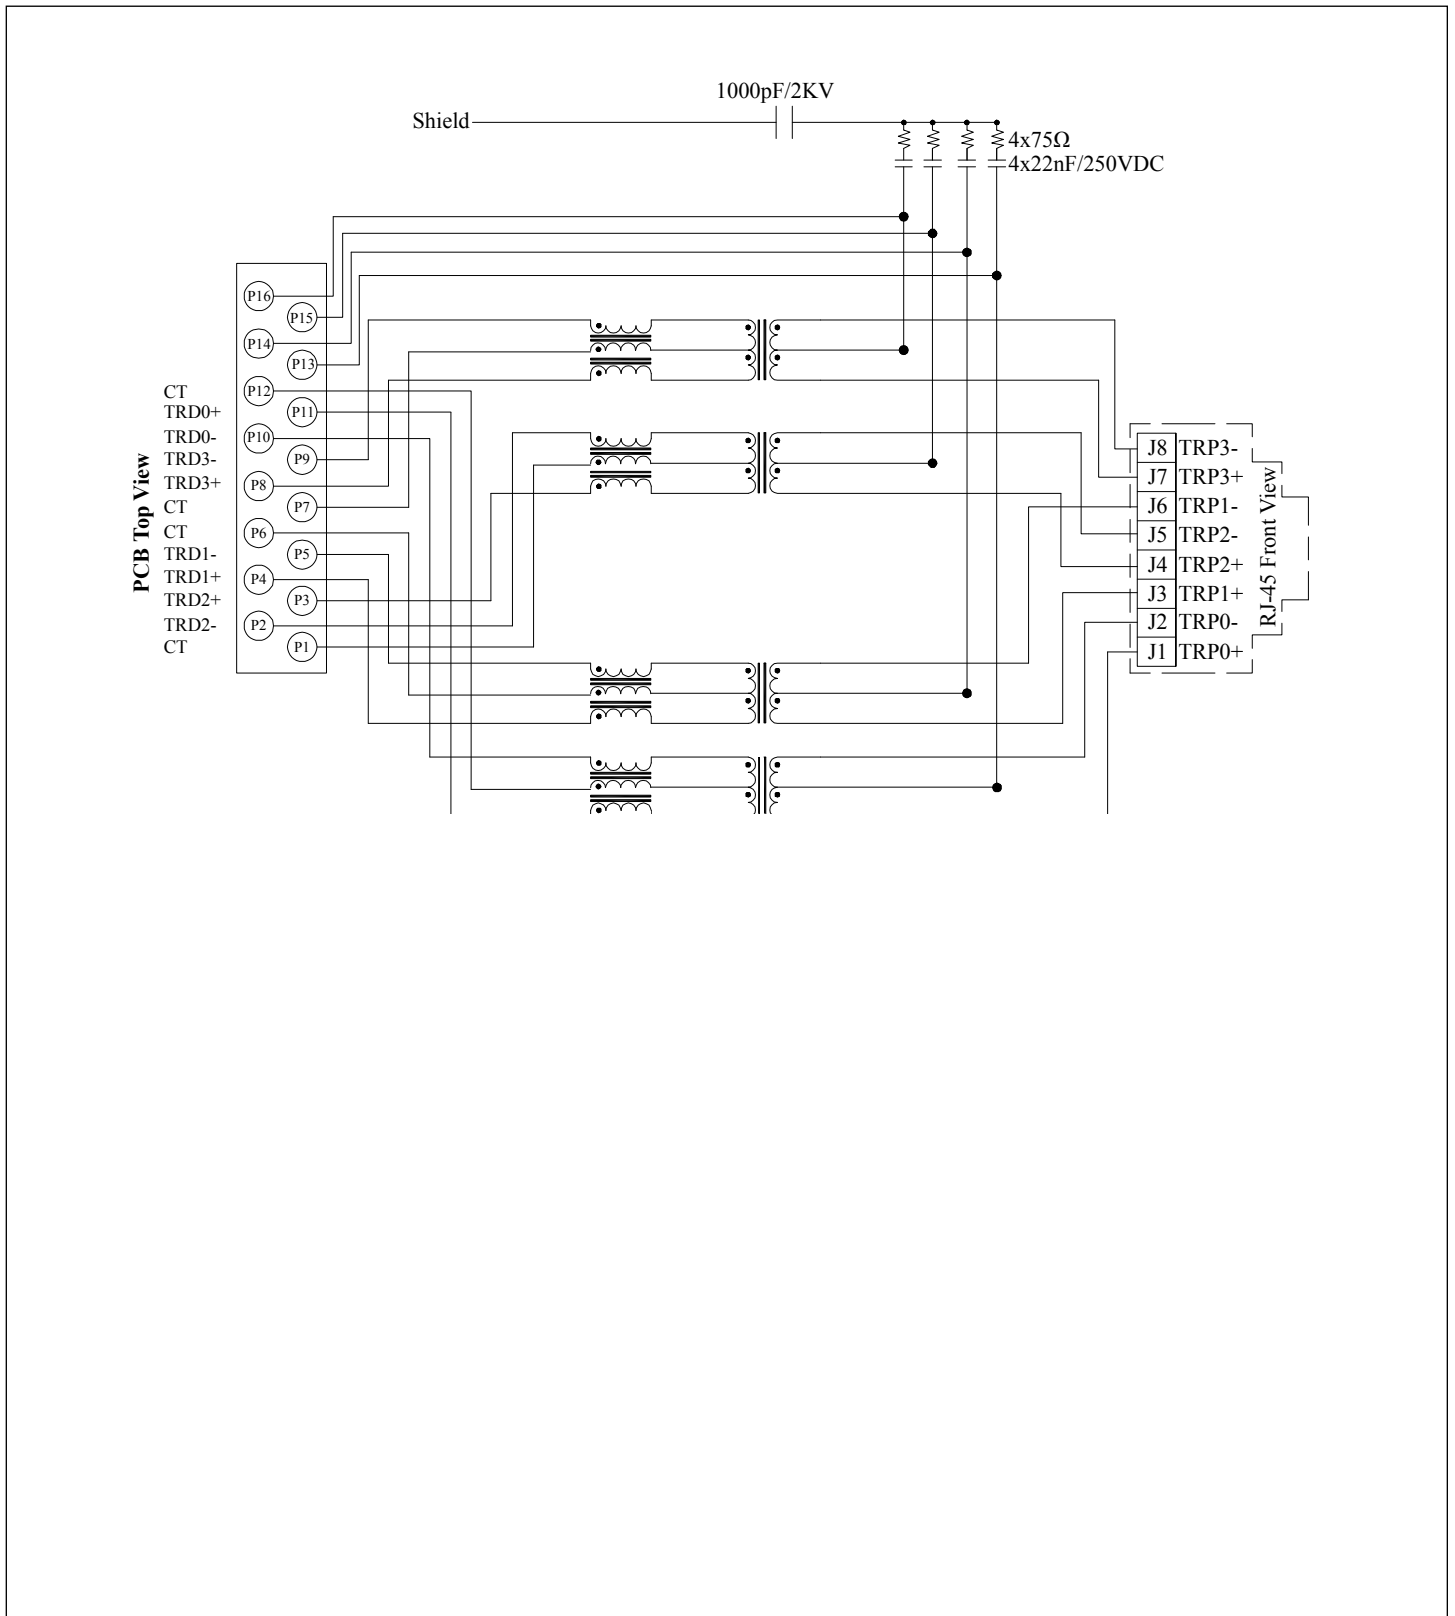 1000pF/2KV
Shield
4x75Ω
4x22nF/250VDC
P16
P15
P14
P13
CT
P12
TRD0+
P11
TRD0-
P10
TRD3-
P9
TRD3+
P8
CT
P7
CT
P6
TRD1-
P5
TRD1+
P4
TRD2+
P3
TRD2-
P2
CT
P1
PCB Top View
J8 TRP3-
J7 TRP3+
J6 TRP1-
J5 TRP2-
J4 TRP2+
J3 TRP1+
J2 TRP0-
J1 TRP0+
RJ-45 Front View